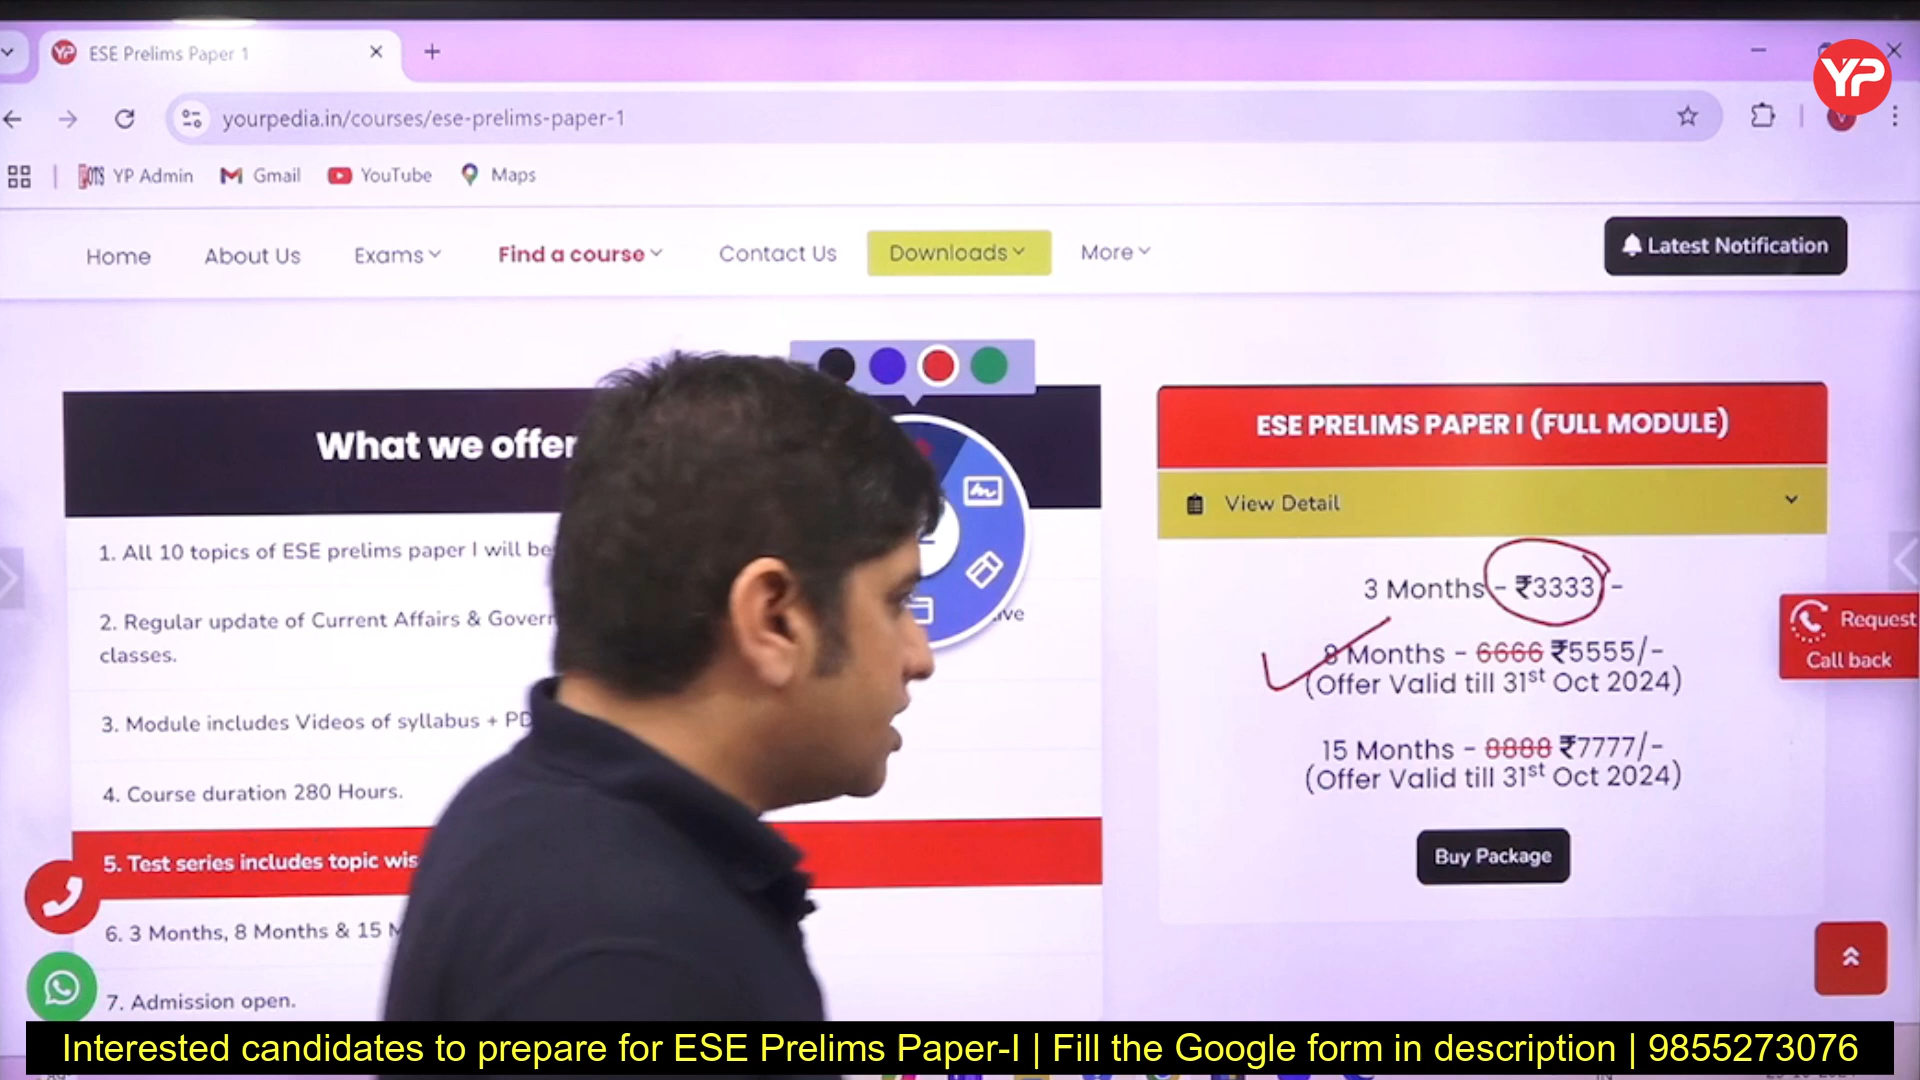 ESE Prelims Paper 1
YP
yourpedia.in/courses/ese-prelims-paper-1
YP Admin Gmail YouTube Maps
Home About Us Exams Find a course Contact Us Downloads More Latest Notification
What we offer
1. All 10 topics of ESE prelims paper I will be
2. Regular update of Current Affairs &
classes.
3. Module includes Videos of syllabus +
4. Course duration 280 Hours.
5. Test series includes topic
6. 3 Months, 8 Months & 15
7. Admission open.
ESE PRELIMS PAPER I (FULL MODULE)
View Detail
3 Months - ₹3333/-
8 Months - 6666 ₹5555/-
(Offer Valid till 31st Oct 2024)
15 Months - 8888 ₹7777/-
(Offer Valid till 31st Oct 2024)
Buy Package
Request
Call back
Interested candidates to prepare for ESE Prelims Paper-I | Fill the Google form in description | 9855273076